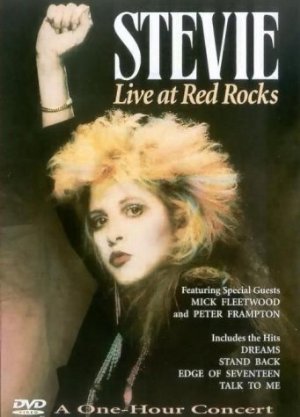 STEVIE
Live at Red Rocks
Featuring Special Guests
MICK FLEETWOOD
and PETER FRAMPTON
Includes the Hits
DREAMS
STAND BACK
EDGE OF SEVENTEEN
TALK TO ME
DVD
VIDEO
A One-Hour Concert